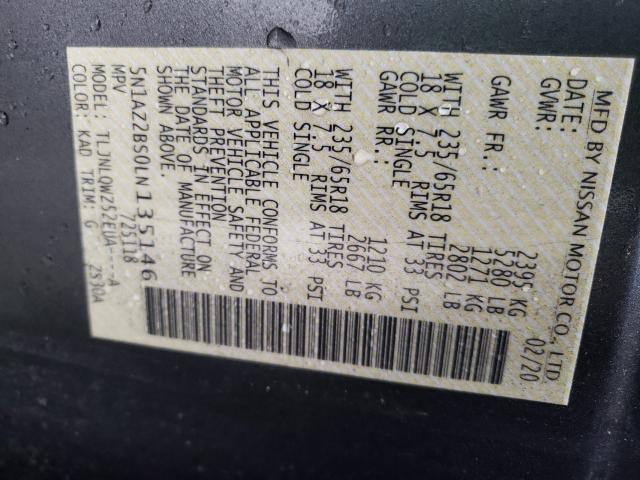 MFD BY NISSAN MOTOR CO., LTD
DATE: 02/20
GVWR: 2395 KG
5280 LB
GAWR FR.: 1271 KG
2802 LB
WITH 235/65R18 TIRES
18 X 7.5 RIMS AT 33 PSI
COLD SINGLE
GAWR RR.: 1210 KG
2667 LB
WITH 235/65R18 TIRES
18 X 7.5 RIMS AT 33 PSI
COLD SINGLE
THIS VEHICLE CONFORMS TO
ALL APPLICABLE FEDERAL
MOTOR VEHICLE SAFETY AND
THEFT PREVENTION
STANDARDS IN EFFECT ON
THE DATE OF MANUFACTURE
SHOWN ABOVE.
5N1AZ2BS0LN135146
MPV 725118
MODEL: TLJNLQWZ52EUA---A
COLOR: KAD TRIM: G 2530A